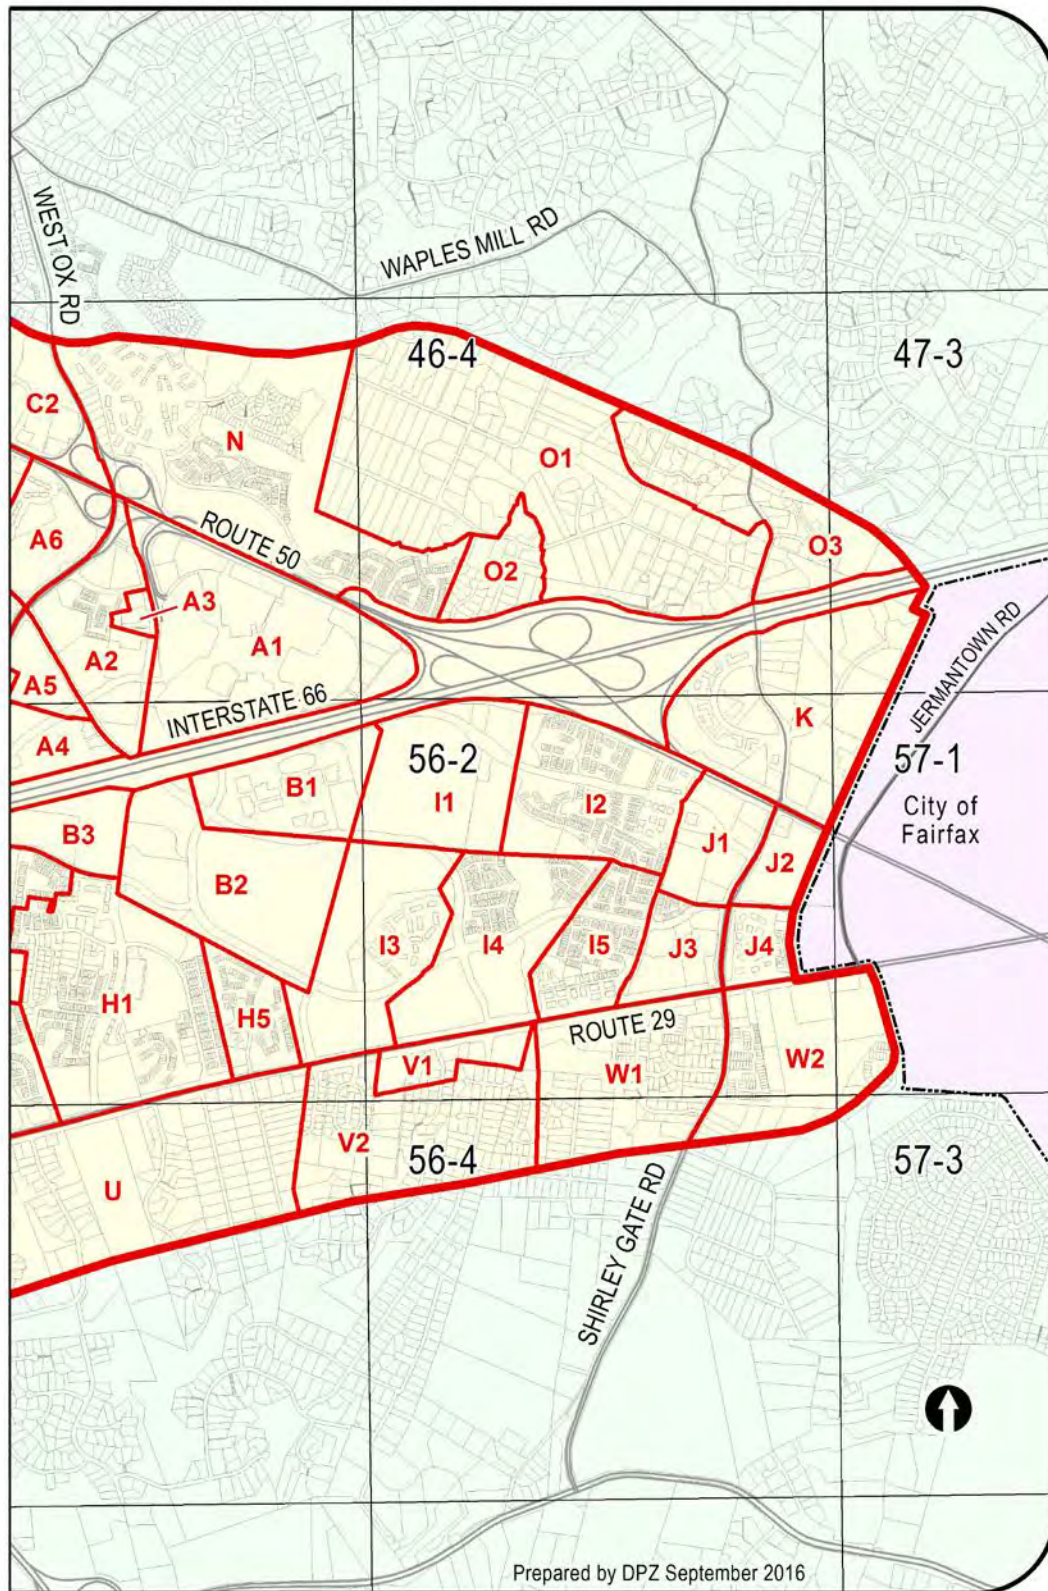 WEST OX RD
WAPLES MILL RD
46-4
47-3
C2
N
O1
ROUTE 50
A6
O3
O2
A3
JERMANTOWN RD
A2
A1
A5
INTERSTATE 66
K
A4
56-2
57-1
B1
I1
I2
City of
Fairfax
B3
J1
J2
B2
I3
I4
I5
J3
J4
H1
H5
ROUTE 29
V1
W1
W2
V2
56-4
57-3
U
SHIRLEY GATE RD
Prepared by DPZ September 2016